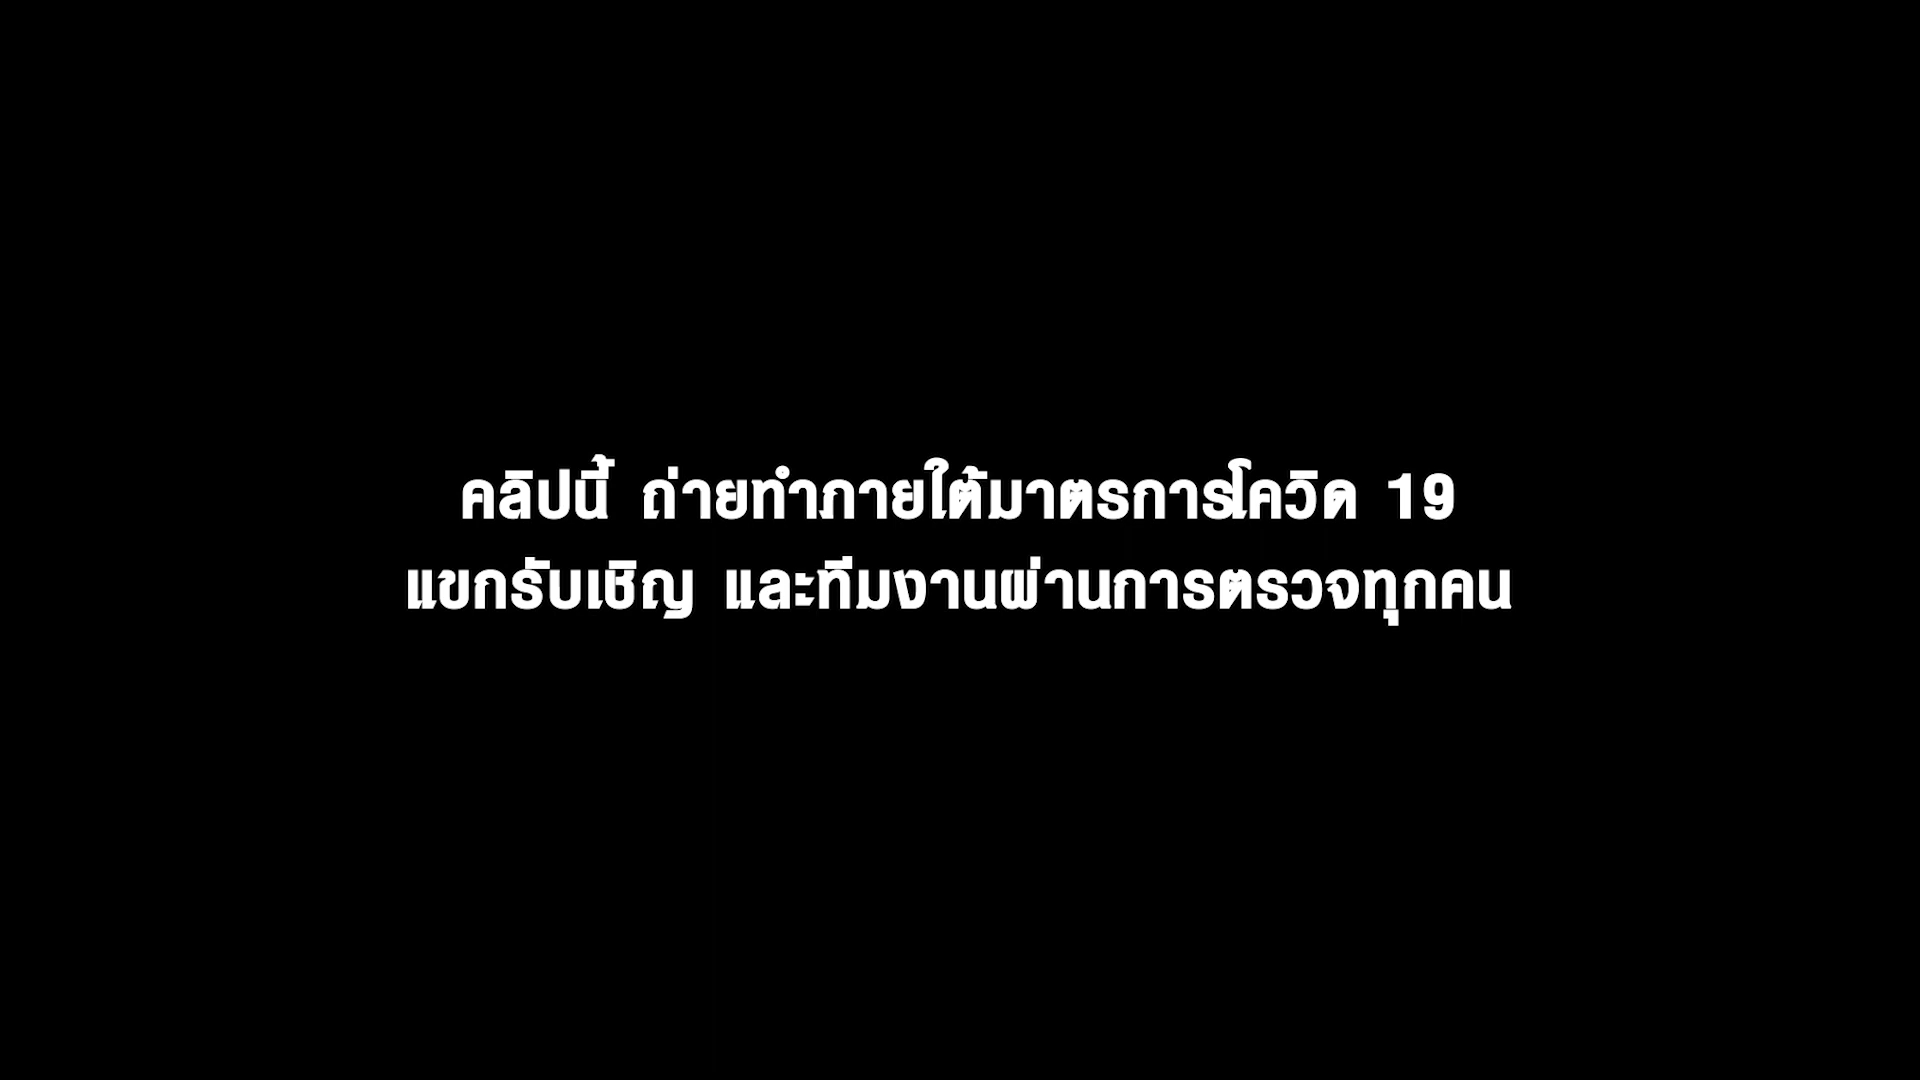 คลิปนี้ ถ่ายทำภายใต้มาตรการโควิด 19
แขกรับเชิญ และทีมงานผ่านการตรวจทุกคน